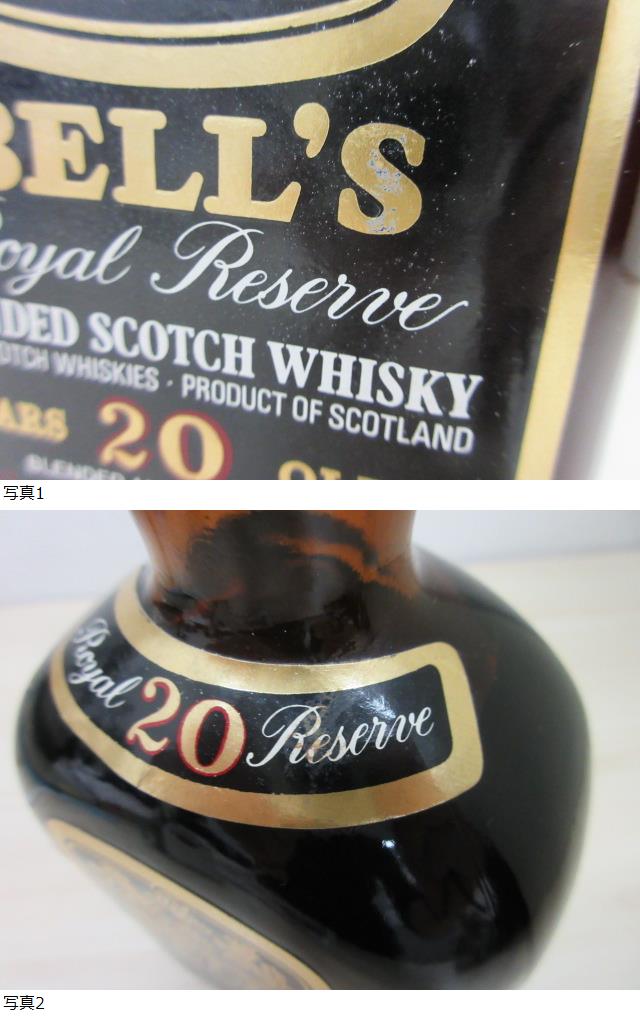 BELL'S
Royal Reserve
SCOTCH WHISKY
WHISKIES · PRODUCT OF SCOTLAND
20
写真1
Royal 20 Reserve
写真2